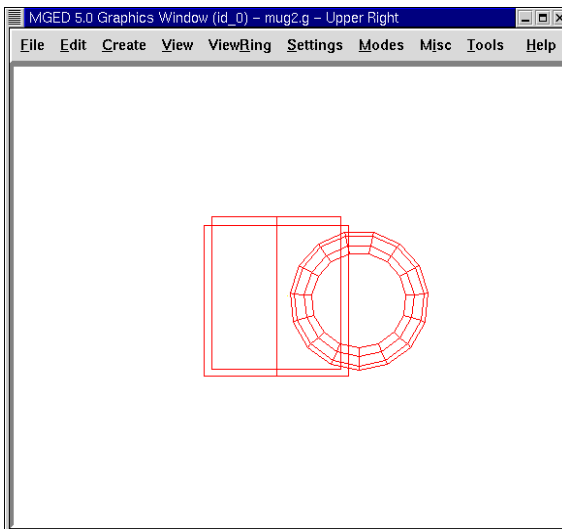 MGED 5.0 Graphics Window (id_0) – mug2.g – Upper Right
File Edit Create View ViewRing Settings Modes Misc Tools Help